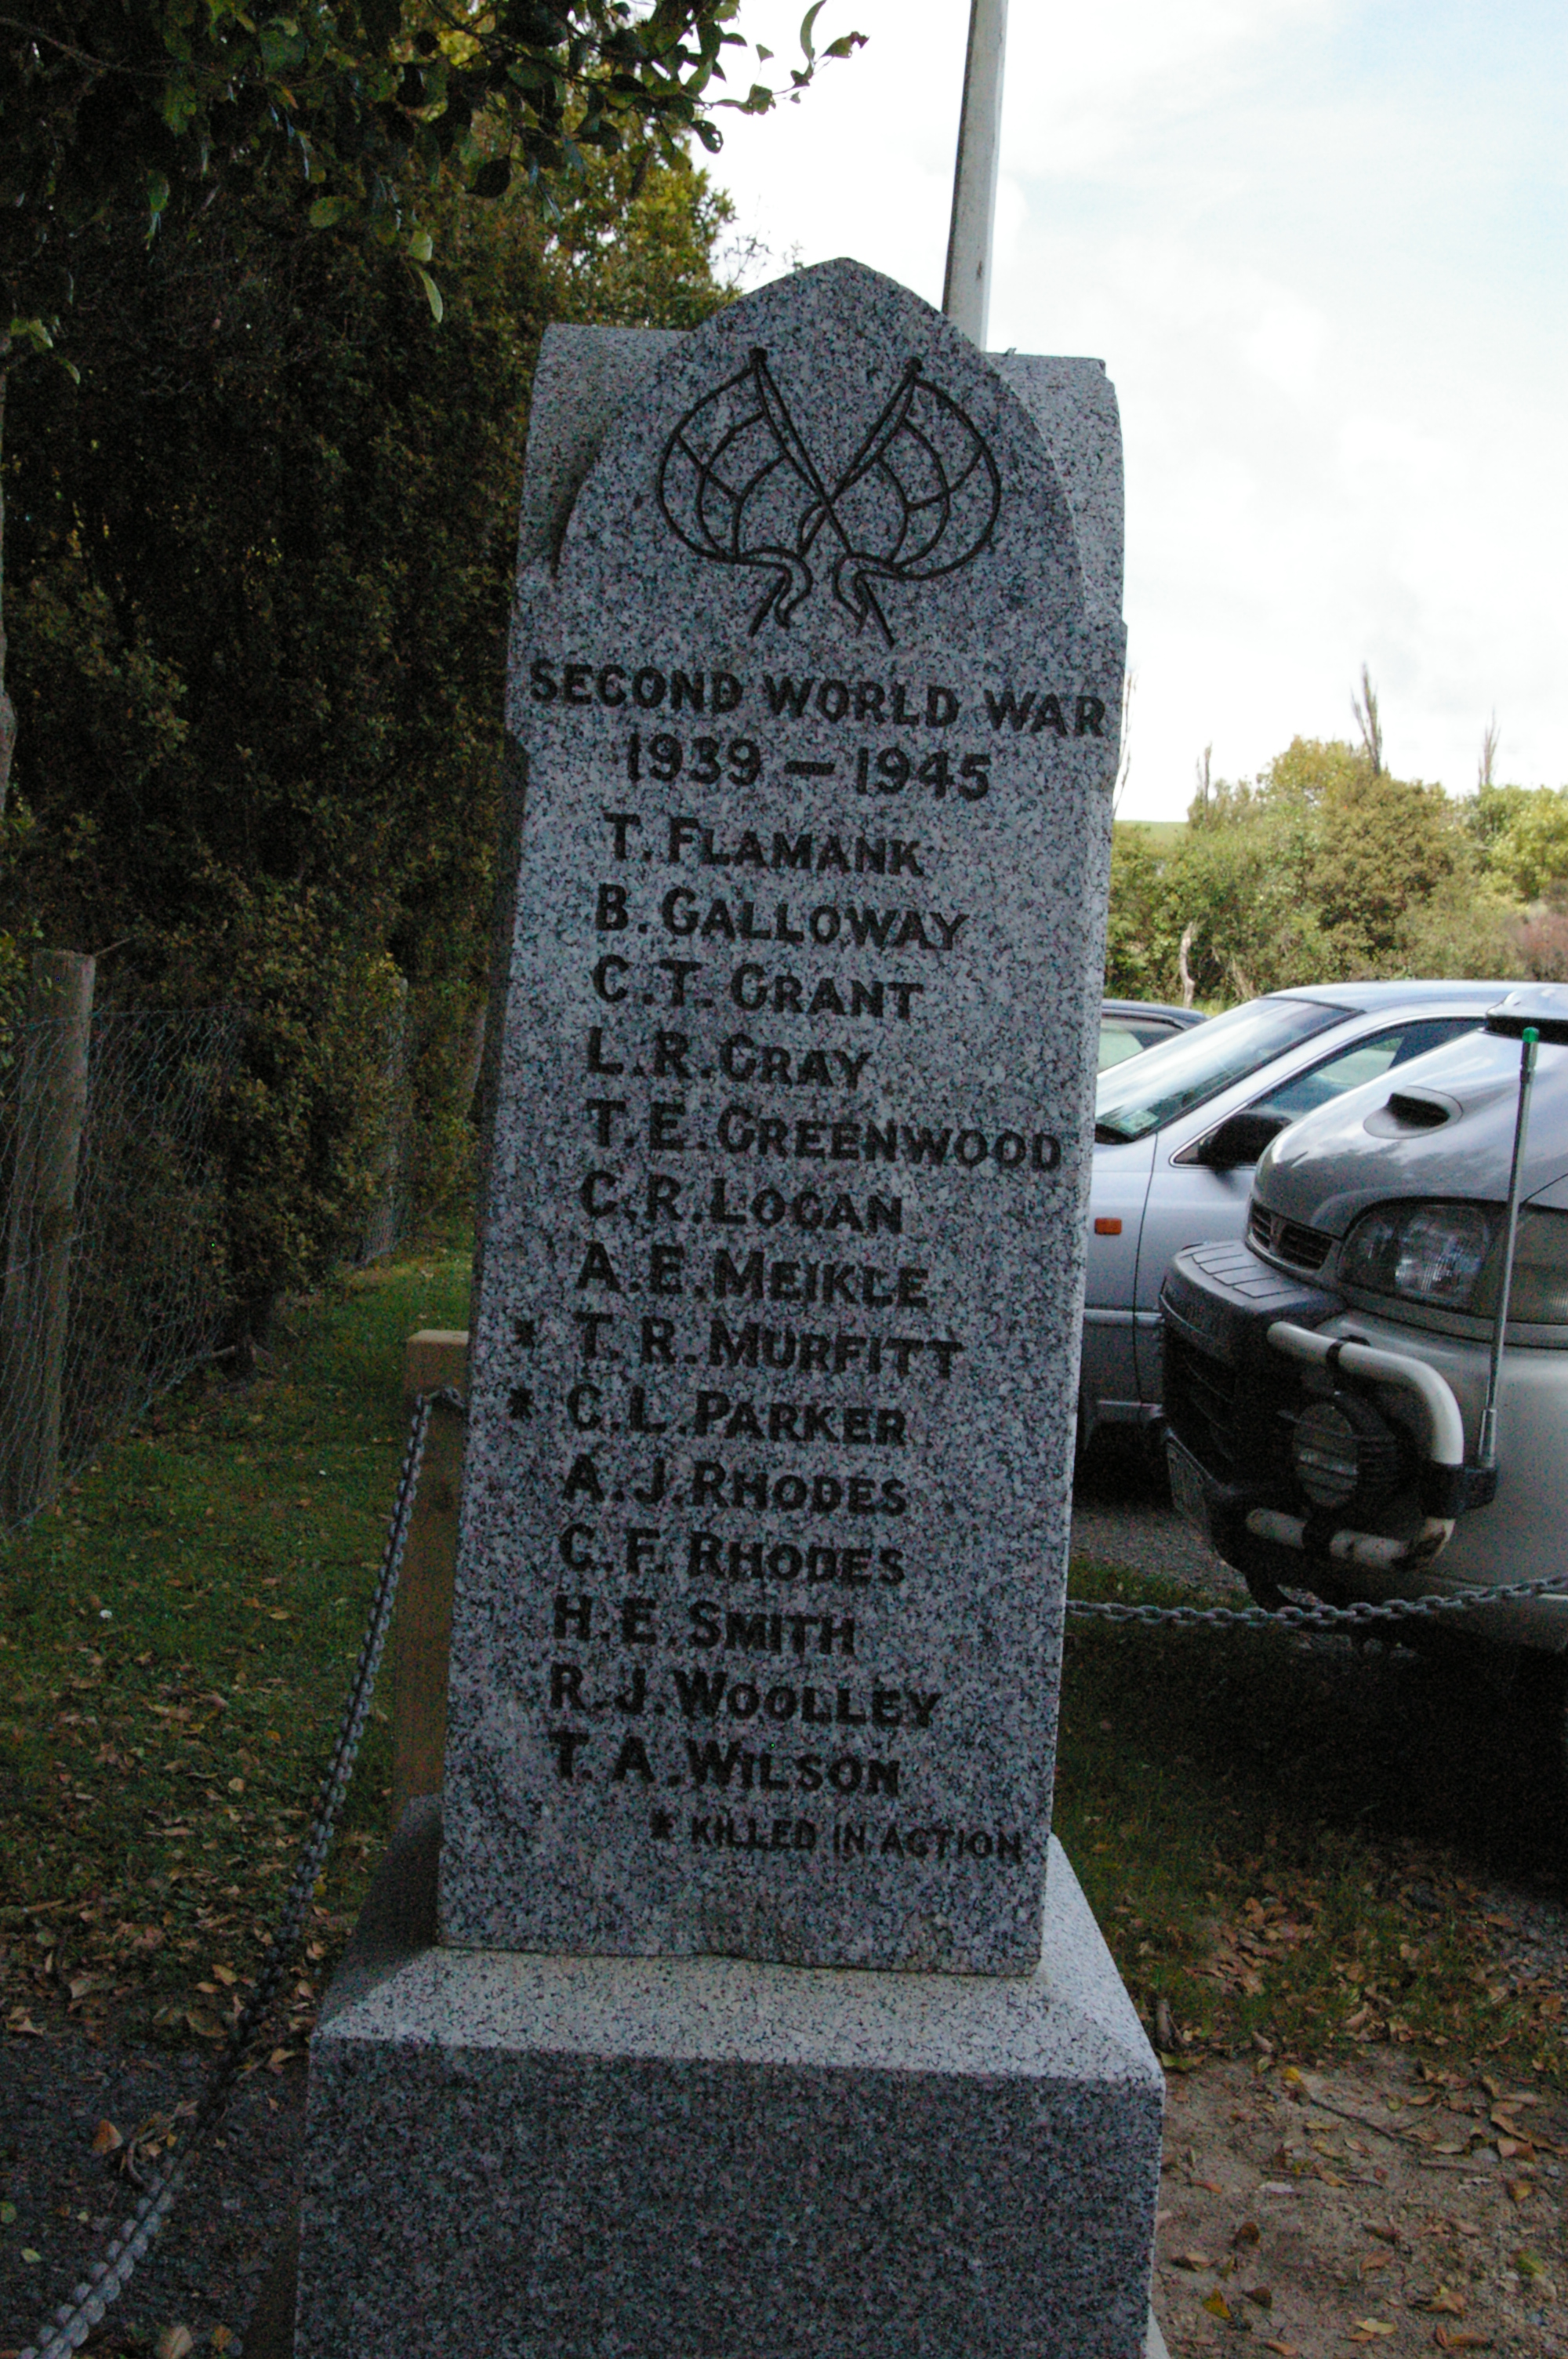 SECOND WORLD WAR
1939 – 1945
T. FLAMANK
B. GALLOWAY
C.T. GRANT
L.R. GRAY
T.E. GREENWOOD
C.R. LOGAN
A.E. MEIKLE
* T.R. MURFITT
* C.L. PARKER
A.J. RHODES
C.F. RHODES
H.E. SMITH
R.J. WOOLLEY
T.A. WILSON
* KILLED IN ACTION